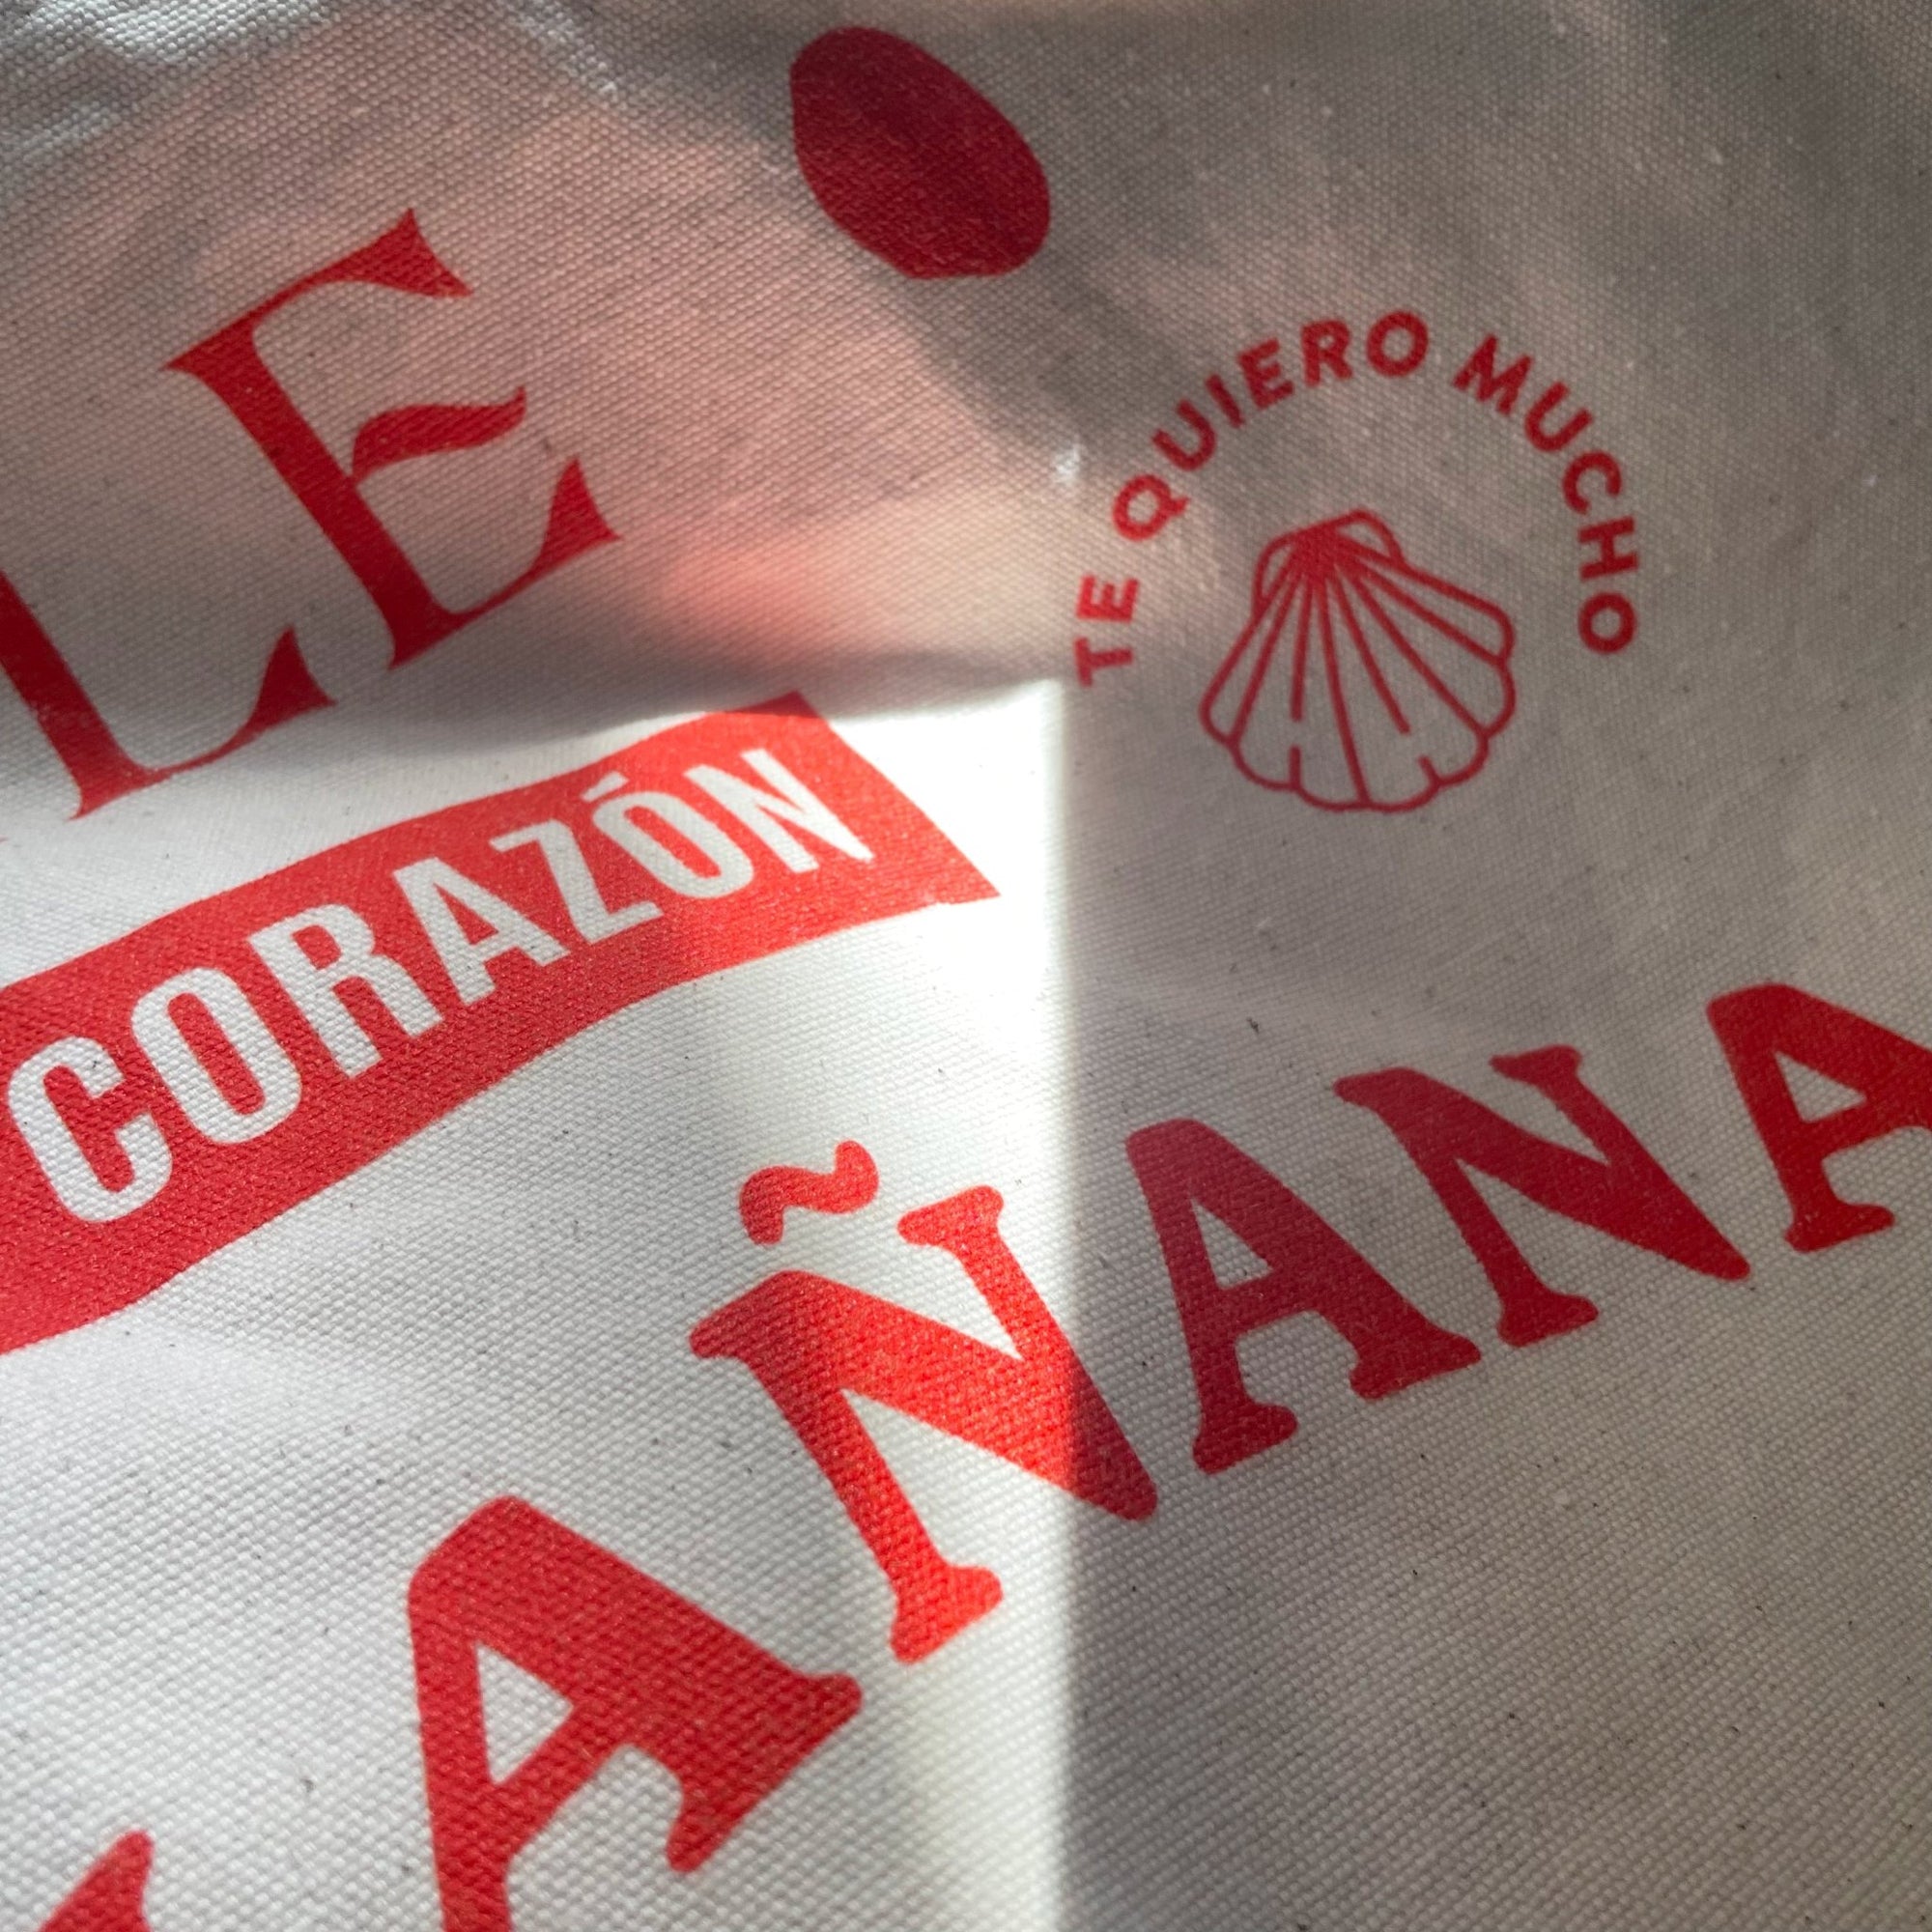 LE
TE QUIERO MUCHO
CORAZÓN
AÑANA